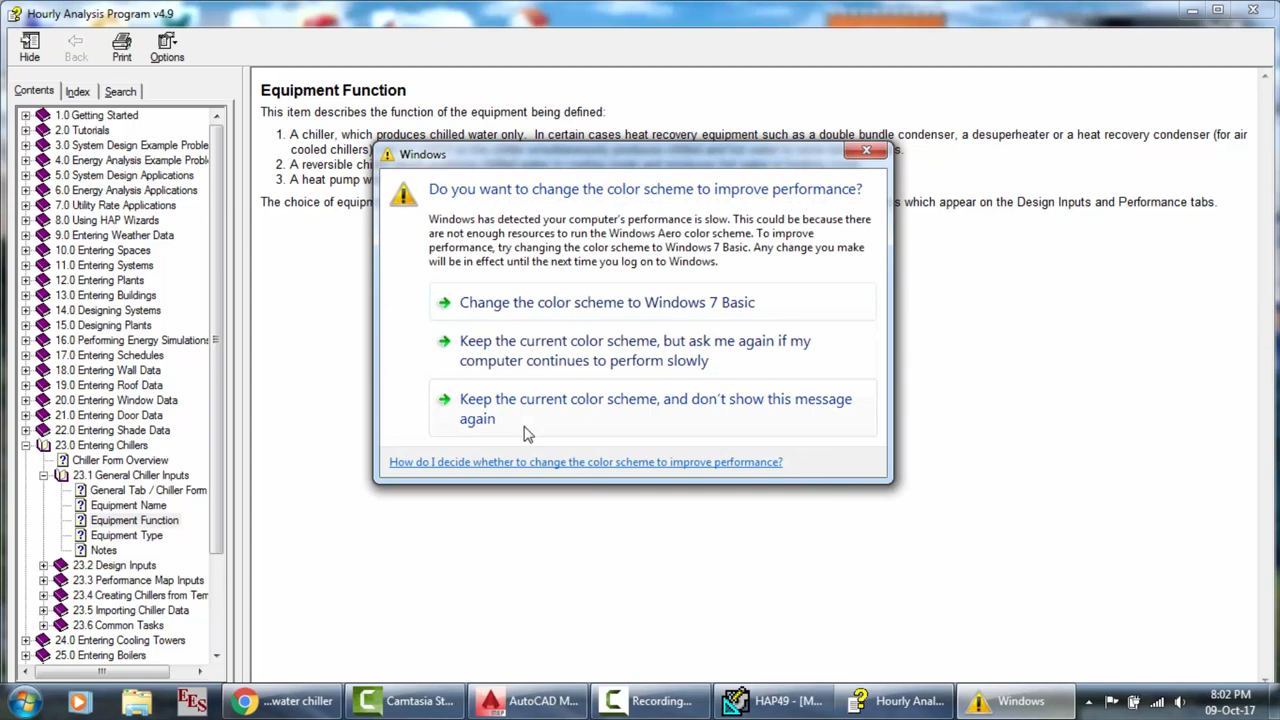 Hourly Analysis Program v4.9
Hide
Back
Print
Options
Contents
Index
Search
1.0 Getting Started
2.0 Tutorials
3.0 System Design Example Proble
4.0 Energy Analysis Example Probl
5.0 System Design Applications
6.0 Energy Analysis Applications
7.0 Utility Rate Applications
8.0 Using HAP Wizards
9.0 Entering Weather Data
10.0 Entering Spaces
11.0 Entering Systems
12.0 Entering Plants
13.0 Entering Buildings
14.0 Designing Systems
15.0 Designing Plants
16.0 Performing Energy Simulations
17.0 Entering Schedules
18.0 Entering Wall Data
19.0 Entering Roof Data
20.0 Entering Window Data
21.0 Entering Door Data
22.0 Entering Shade Data
23.0 Entering Chillers
Chiller Form Overview
23.1 General Chiller Inputs
General Tab / Chiller Form
Equipment Name
Equipment Function
Equipment Type
Notes
23.2 Design Inputs
23.3 Performance Map Inputs
23.4 Creating Chillers from Tem
23.5 Importing Chiller Data
23.6 Common Tasks
24.0 Entering Cooling Towers
25.0 Entering Boilers
Equipment Function
This item describes the function of the equipment being defined:
1. A chiller, which produces chilled water only. In certain cases heat recovery equipment such as a double bundle condenser, a desuperheater or a heat recovery condenser (for air
cooled chillers)
2. A reversible chi
3. A heat pump w
The choice of equipm s which appear on the Design Inputs and Performance tabs.
Windows
Do you want to change the color scheme to improve performance?
Windows has detected your computer's performance is slow. This could be because there
are not enough resources to run the Windows Aero color scheme. To improve
performance, try changing the color scheme to Windows 7 Basic. Any change you make
will be in effect until the next time you log on to Windows.
Change the color scheme to Windows 7 Basic
Keep the current color scheme, but ask me again if my
computer continues to perform slowly
Keep the current color scheme, and don't show this message
again
How do I decide whether to change the color scheme to improve performance?
EES
...water chiller
Camtasia St...
AutoCAD M...
Recording...
HAP49 - [M...
Hourly Anal...
Windows
8:02 PM
09-Oct-17